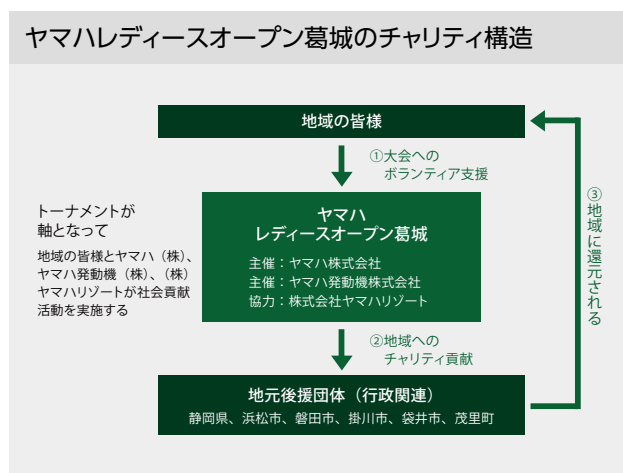 ヤマハレディースオープン葛城のチャリティ構造
地域の皆様
①大会への
ボランティア支援
トーナメントが
軸となって
地域の皆様とヤマハ（株）、
ヤマハ発動機（株）、（株）
ヤマハリゾートが社会貢献
活動を実施する
ヤマハ
レディースオープン葛城
主催：ヤマハ株式会社
主催：ヤマハ発動機株式会社
協力：株式会社ヤマハリゾート
②地域への
チャリティ貢献
地元後援団体（行政関連）
静岡県、浜松市、磐田市、掛川市、袋井市、茂里町
③地域に還元される